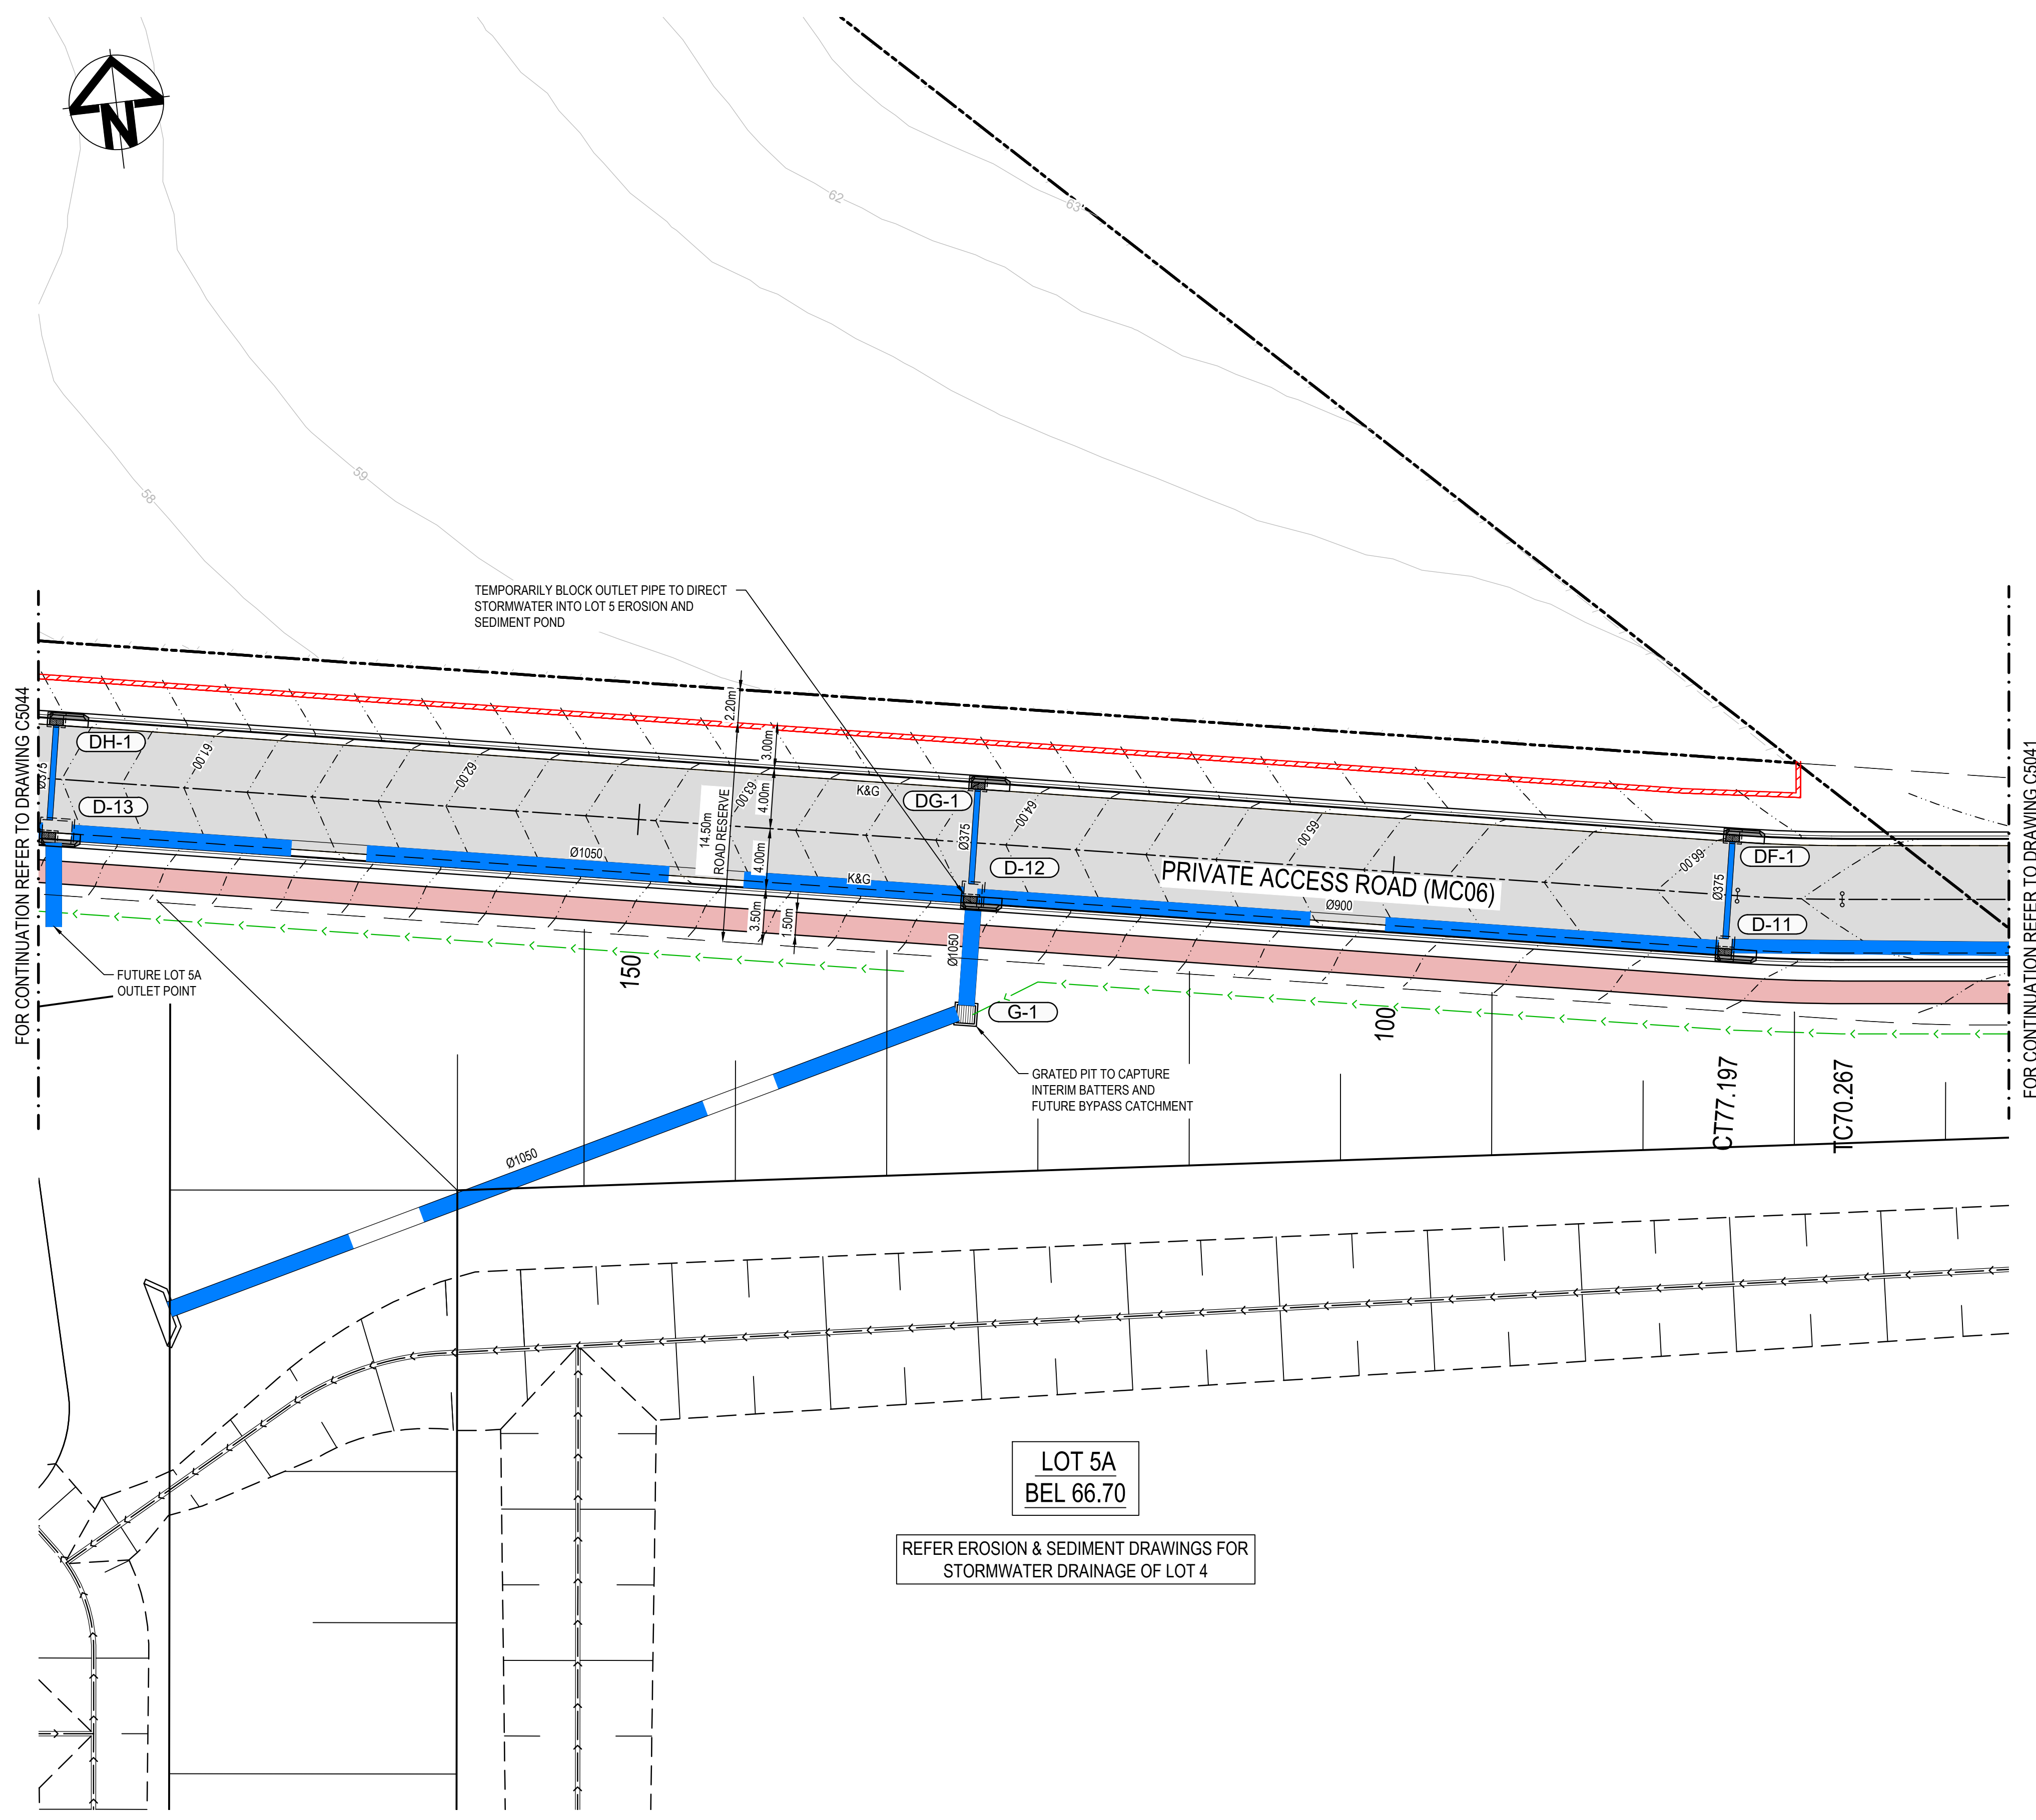 N
62
63
59
58
TEMPORARILY BLOCK OUTLET PIPE TO DIRECT
STORMWATER INTO LOT 5 EROSION AND
SEDIMENT POND
FOR CONTINUATION REFER TO DRAWING C5044
FOR CONTINUATION REFER TO DRAWING C5041
2.20m
3.00m
DH-1
61.00
62.00
63.00
4.00m
K&G
DG-1
64.00
65.00
66.00
DF-1
Ø375
D-13
14.50m
ROAD RESERVE
Ø375
Ø1050
4.00m
K&G
D-12
PRIVATE ACCESS ROAD (MC06)
Ø900
Ø375
D-11
3.50m
1.50m
Ø1050
FUTURE LOT 5A
OUTLET POINT
150
G-1
100
GRATED PIT TO CAPTURE
INTERIM BATTERS AND
FUTURE BYPASS CATCHMENT
CT77.197
TC70.267
Ø1050
LOT 5A
BEL 66.70
REFER EROSION & SEDIMENT DRAWINGS FOR
STORMWATER DRAINAGE OF LOT 4